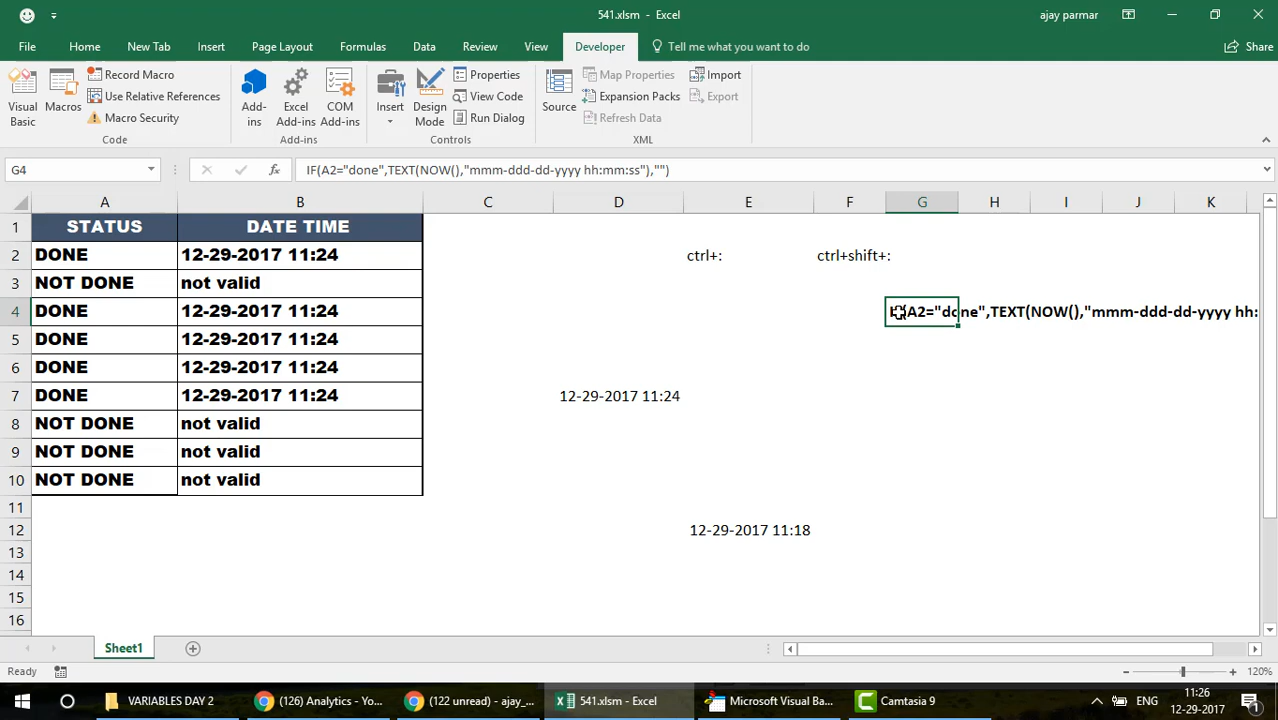 541.xlsm - Excel
ajay parmar
File Home New Tab Insert Page Layout Formulas Data Review View Developer Tell me what you want to do Share
Visual Basic
Macros
Record Macro
Use Relative References
Macro Security
Code
Add-ins
Excel Add-ins
COM Add-ins
Add-ins
Insert
Design Mode
Properties
View Code
Run Dialog
Controls
Source
Map Properties
Expansion Packs
Refresh Data
Import
Export
XML
G4 fx IF(A2="done",TEXT(NOW(),"mmm-ddd-dd-yyyy hh:mm:ss"),"")
A B C D E F G H I J K
1 STATUS DATE TIME
2 DONE 12-29-2017 11:24 ctrl+: ctrl+shift+:
3 NOT DONE not valid
4 DONE 12-29-2017 11:24 IF(A2="done",TEXT(NOW(),"mmm-ddd-dd-yyyy hh:
5 DONE 12-29-2017 11:24
6 DONE 12-29-2017 11:24
7 DONE 12-29-2017 11:24 12-29-2017 11:24
8 NOT DONE not valid
9 NOT DONE not valid
10 NOT DONE not valid
11
12 12-29-2017 11:18
13
14
15
16
Sheet1
Ready 120%
VARIABLES DAY 2 (126) Analytics - Yo... (122 unread) - ajay_... 541.xlsm - Excel Microsoft Visual Ba... Camtasia 9 ENG 11:26
12-29-2017 1